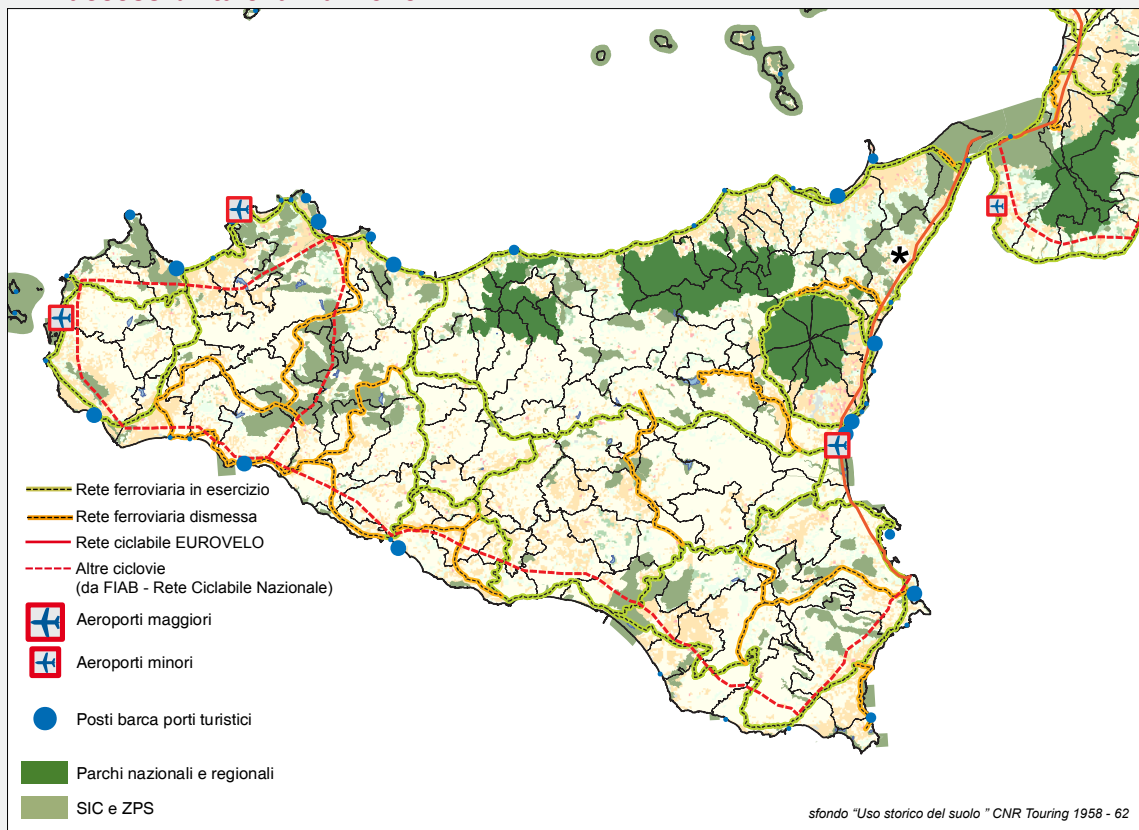 *
Rete ferroviaria in esercizio
Rete ferroviaria dismessa
Rete ciclabile EUROVELO
Altre ciclovie
(da FIAB - Rete Ciclabile Nazionale)
Aeroporti maggiori
Aeroporti minori
Posti barca porti turistici
Parchi nazionali e regionali
SIC e ZPS
sfondo "Uso storico del suolo " CNR Touring 1958 - 62